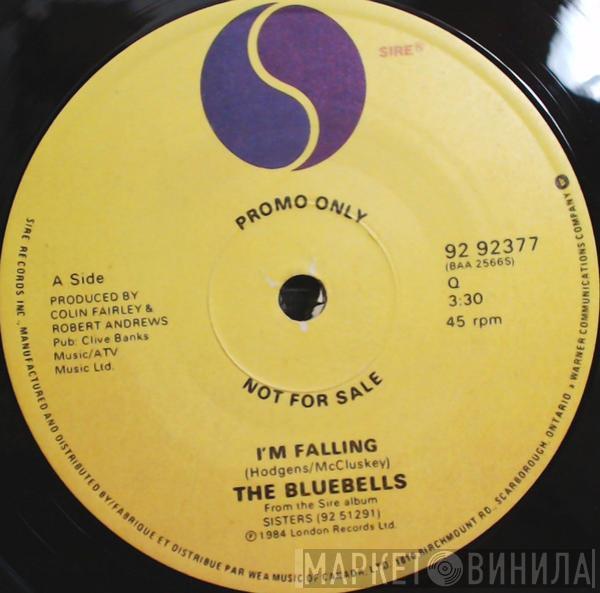 SIRE®
PROMO ONLY
92 92377
(BAA 2566S)
Q
3:30
45 rpm
A Side
PRODUCED BY
COLIN FAIRLEY &
ROBERT ANDREWS
Pub: Clive Banks
Music/ATV
Music Ltd.
NOT FOR SALE
I'M FALLING
(Hodgens/McCluskey)
THE BLUEBELLS
From the Sire album
SISTERS (92 51291)
℗ 1984 London Records Ltd.
SIRE RECORDS INC., MANUFACTURED AND DISTRIBUTED BY/FABRIQUE ET DISTRIBUE PAR WEA MUSIC OF CANADA, LTD., 1810 BIRCHMOUNT RD., SCARBOROUGH, ONTARIO a WARNER COMMUNICATIONS COMPANY
МАРКЕТ ВИНИЛА